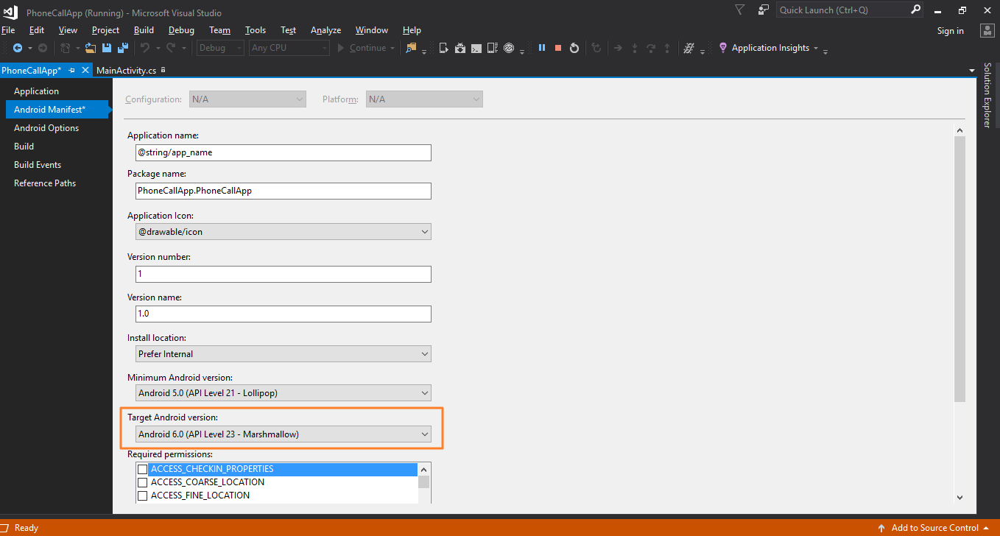 PhoneCallApp (Running) - Microsoft Visual Studio
Quick Launch (Ctrl+Q)
File Edit View Project Build Debug Team Tools Test Analyze Window Help
Sign in
Debug Any CPU Continue Application Insights
PhoneCallApp* MainActivity.cs
Solution Explorer
Application
Android Manifest*
Android Options
Build
Build Events
Reference Paths
Configuration: N/A Platform: N/A
Application name:
@string/app_name
Package name:
PhoneCallApp.PhoneCallApp
Application Icon:
@drawable/icon
Version number:
1
Version name:
1.0
Install location:
Prefer Internal
Minimum Android version:
Android 5.0 (API Level 21 - Lollipop)
Target Android version:
Android 6.0 (API Level 23 - Marshmallow)
Required permissions:
ACCESS_CHECKIN_PROPERTIES
ACCESS_COARSE_LOCATION
ACCESS_FINE_LOCATION
Ready
Add to Source Control